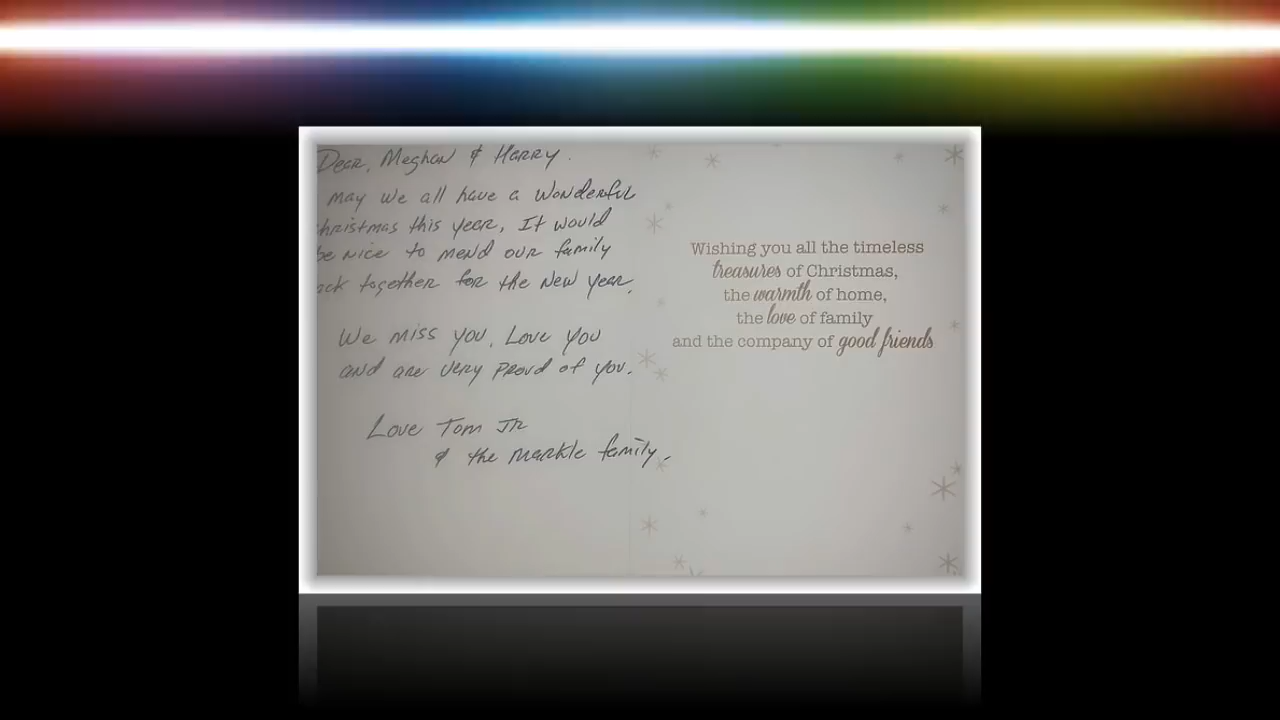 Dear, Meghan & Harry.
may we all have a wonderful
christmas this year, It would
be nice to mend our family
ack together for the New year.
We miss you, Love you
and are very proud of you.
Love Tom Jr
& the markle family.
Wishing you all the timeless
treasures of Christmas,
the warmth of home,
the love of family
and the company of good friends